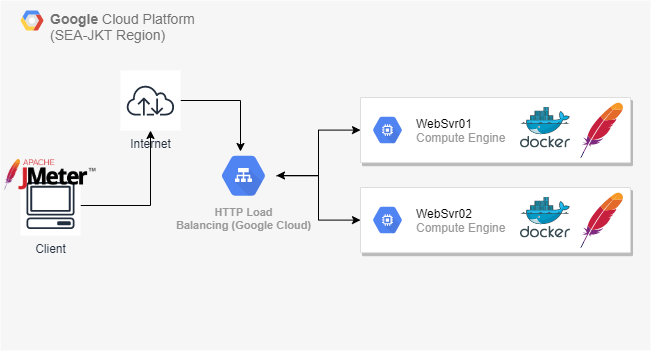 Google Cloud Platform
(SEA-JKT Region)
Internet
APACHE
JMeter™
Client
HTTP Load
Balancing (Google Cloud)
WebSvr01
Compute Engine
docker
WebSvr02
Compute Engine
docker